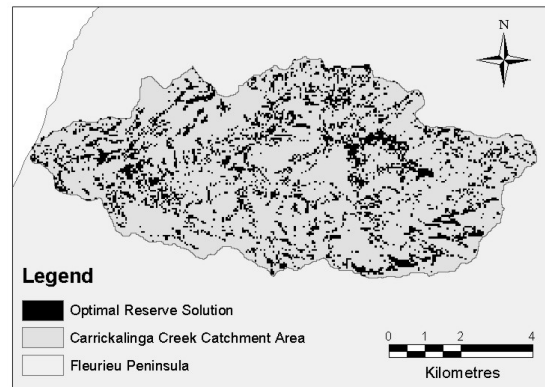 N
Legend
Optimal Reserve Solution
Carrickalinga Creek Catchment Area
Fleurieu Peninsula
0 1 2 4
Kilometres